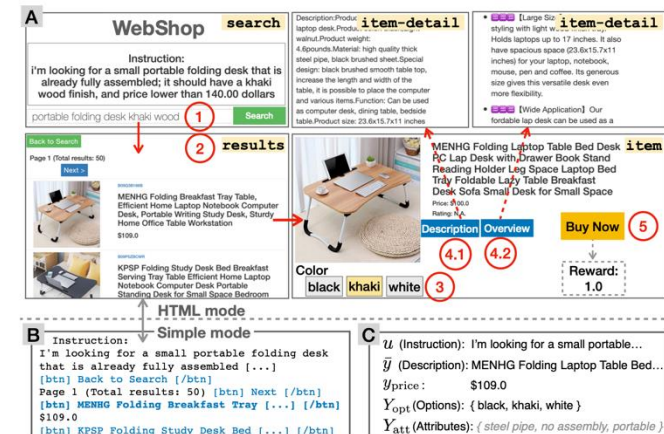 A
WebShop
search
Instruction:
i'm looking for a small portable folding desk that is
already fully assembled; it should have a khaki
wood finish, and price lower than 140.00 dollars
portable folding desk khaki wood
1
Search
item-detail
Description:Produ
laptop desk.Product
walnut.Product weight:
4.6pounds.Material: high quality thick
steel pipe, black brushed sheet.Special
design: black brushed smooth table top,
increase the length and width of the
table, it is possible to place the computer
and various items.Function: Can be used
as computer desk, dining table, bedside
table.Product size: 23.6x15.7x11 inches
item-detail
[Large Siz
styling with light w
Holds laptops up to 17 inches. It also
have spacious space (23.6x15.7x11
inches) for your laptop, notebook,
mouse, pen and coffee. Its generous
size gives this versatile desk even
more flexibility.
[Wide Application] Our
fordable lap desk can be used as a
Back to Search
2
results
Page 1 (Total results: 50)
Next >
MENHG Folding Breakfast Tray Table,
Efficient Home Laptop Notebook Computer
Desk, Portable Writing Study Desk, Sturdy
Home Office Table Workstation
$109.0
KPSP Folding Study Desk Bed Breakfast
Serving Tray Table Efficient Home Laptop
Notebook Computer Desk Portable
Standing Desk for Small Space Bedroom
item
MENHG Folding Laptop Table Bed Desk
PC Lap Desk with Drawer Book Stand
Reading Holder Leg Space Laptop Bed
Tray Foldable Lazy Table Breakfast
Desk Sofa Small Desk for Small Space
Price: $100.0
Rating: N.A.
Description
Overview
4.1
4.2
Buy Now
5
Reward:
1.0
Color
black
khaki
white
3
HTML mode
Simple mode
B
Instruction:
I'm looking for a small portable folding desk
that is already fully assembled [...]
[btn] Back to Search [/btn]
Page 1 (Total results: 50) [btn] Next [/btn]
[btn] MENHG Folding Breakfast Tray [...] [/btn]
$109.0
[btn] KPSP Folding Study Desk Bed [...] [/btn]
C
u (Instruction): I'm looking for a small portable...
ȳ (Description): MENHG Folding Laptop Table Bed...
yprice: $109.0
Yopt (Options): { black, khaki, white }
Yatt (Attributes): { steel pipe, no assembly, portable }